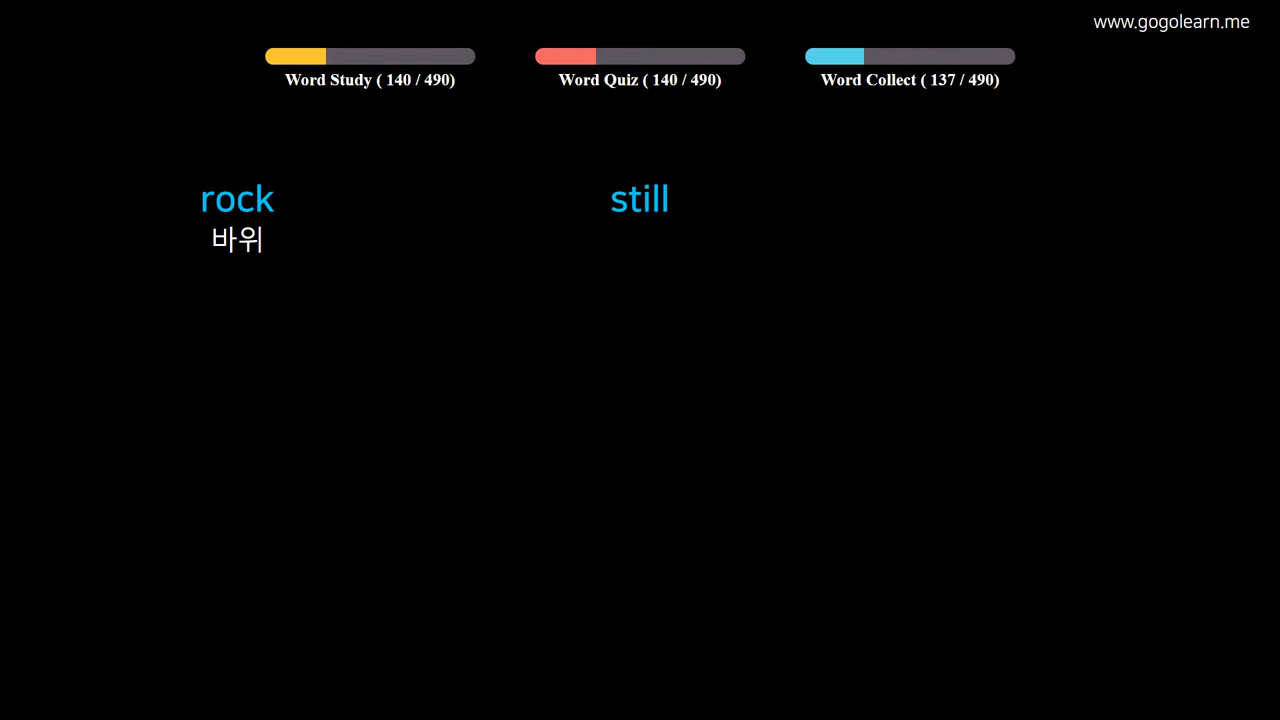 www.gogolearn.me
Word Study ( 140 / 490)
Word Quiz ( 140 / 490)
Word Collect ( 137 / 490)
rock
바위
still